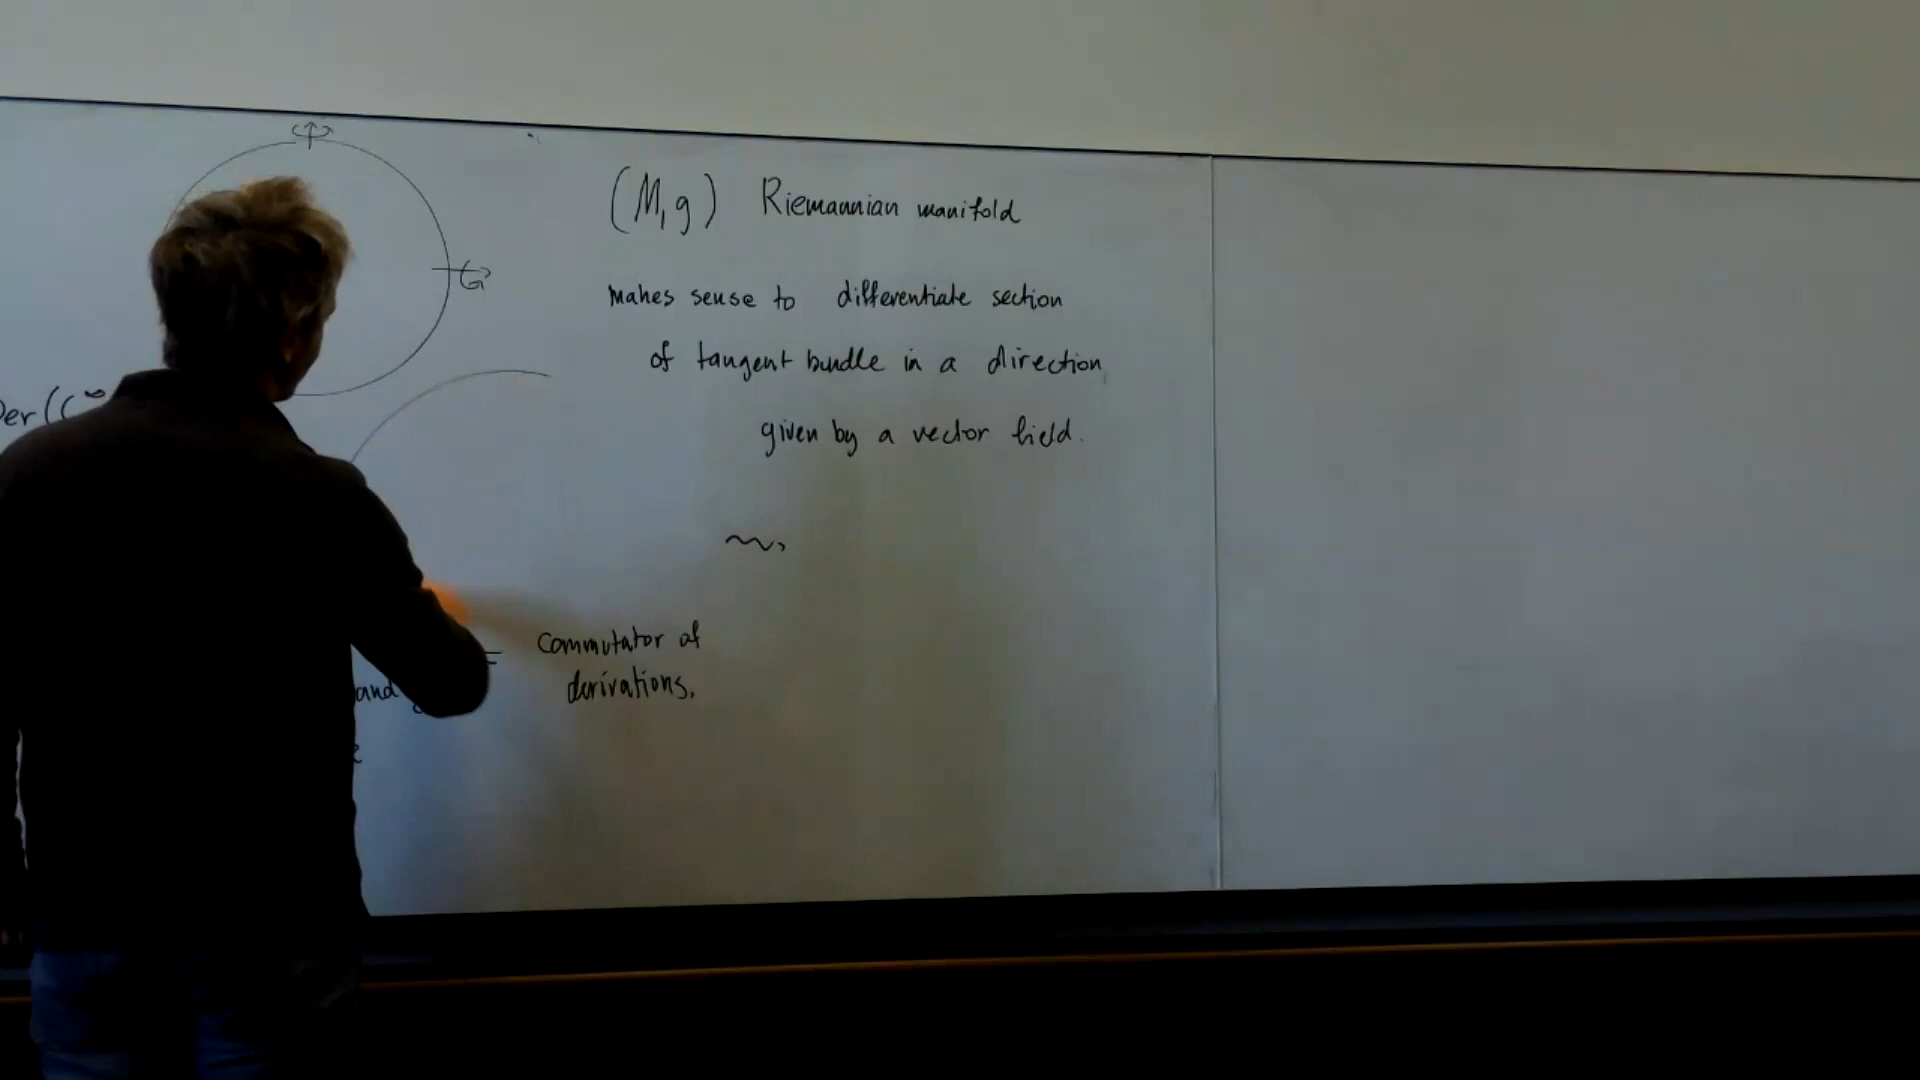 Der(C^∞
and
=
commutator of
derivations.
(M, g) Riemannian manifold
makes sense to differentiate section
of tangent bundle in a direction
given by a vector field.
⇝